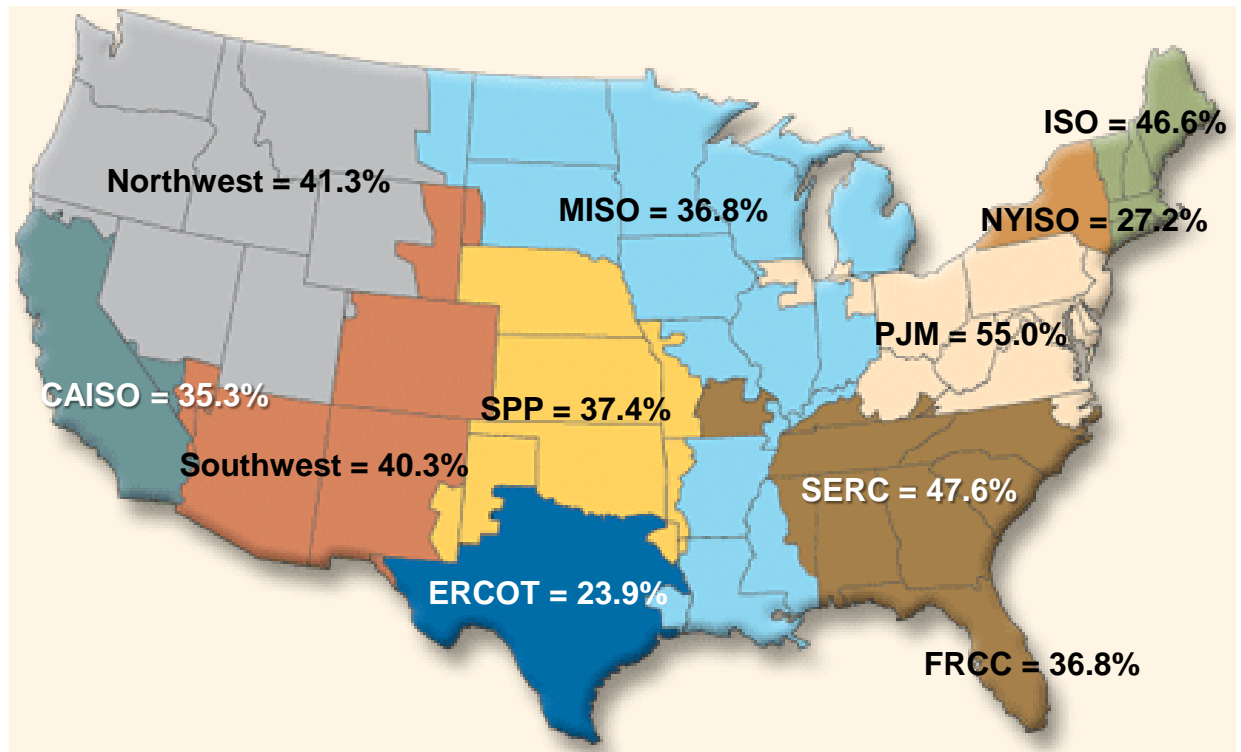 ISO = 46.6%
Northwest = 41.3%
MISO = 36.8%
NYISO = 27.2%
PJM = 55.0%
CAISO = 35.3%
SPP = 37.4%
Southwest = 40.3%
SERC = 47.6%
ERCOT = 23.9%
FRCC = 36.8%